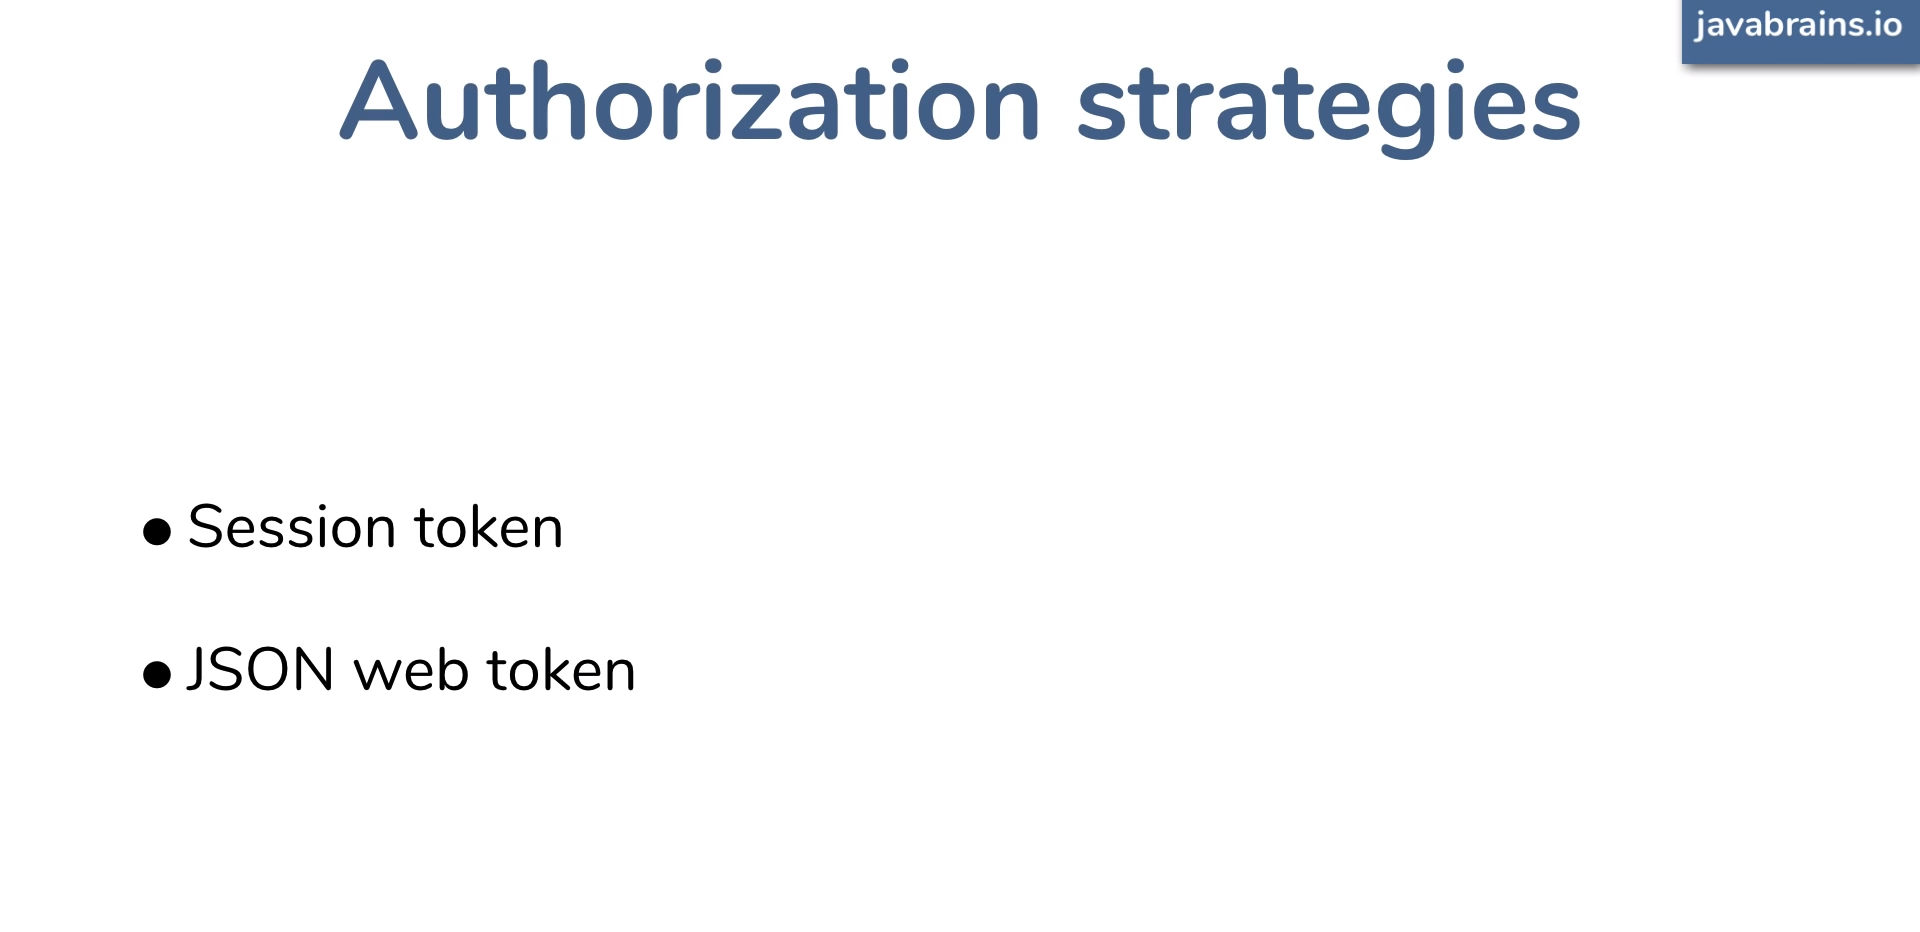 javabrains.io
Authorization strategies
● Session token
● JSON web token